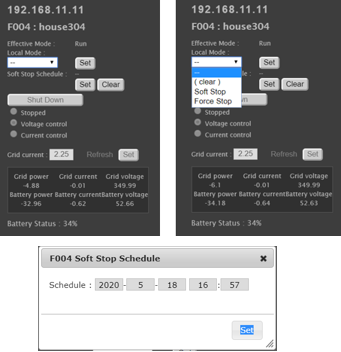 192.168.11.11
F004 : house304
Effective Mode : Run
Local Mode :
-- Set
Soft Stop Schedule : --
Set Clear
Shut Down
Stopped
Voltage control
Current control
Grid current : 2.25 Refresh Set
Grid power Grid current Grid voltage
-4.88 -0.01 349.99
Battery power Battery current Battery voltage
-32.96 -0.62 52.66
Battery Status : 34%
192.168.11.11
F004 : house304
Effective Mode : Run
Local Mode :
-- Set
--
( clear )
Soft Stop
Force Stop
dule : --
Set Clear
wn
Stopped
Voltage control
Current control
Grid current : 2.25 Refresh Set
Grid power Grid current Grid voltage
-6.1 -0.01 349.99
Battery power Battery current Battery voltage
-34.18 -0.64 52.63
Battery Status : 34%
F004 Soft Stop Schedule
Schedule : 2020 - 5 - 18 16 : 57
Set